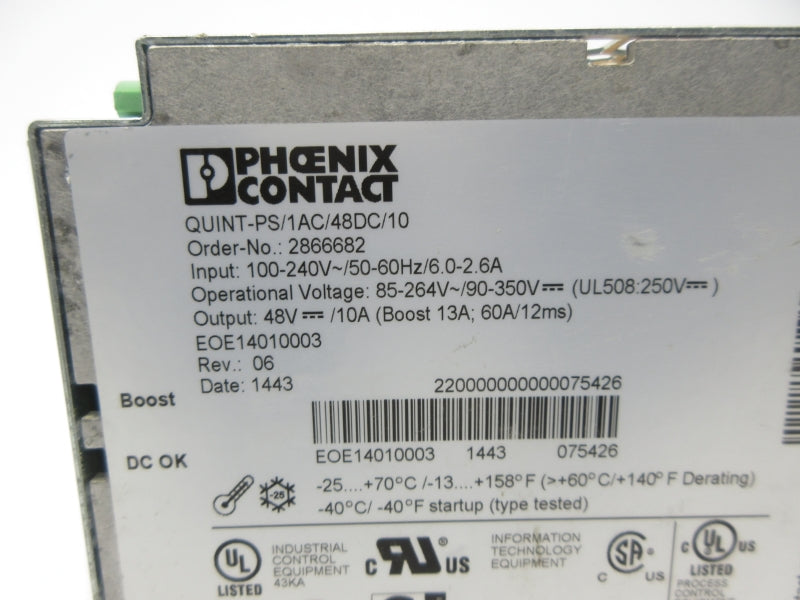 PHŒNIX
CONTACT
QUINT-PS/1AC/48DC/10
Order-No.: 2866682
Input: 100-240V~/50-60Hz/6.0-2.6A
Operational Voltage: 85-264V~/90-350V⎓ (UL508:250V⎓)
Output: 48V⎓ /10A (Boost 13A; 60A/12ms)
EOE14010003
Rev.: 06
Date: 1443
220000000000075426
Boost
EOE14010003 1443 075426
DC OK
-25....+70°C /-13....+158°F (>+60°C/+140°F Derating)
-25
-40°C/ -40°F startup (type tested)
UL
LISTED
INDUSTRIAL
CONTROL
EQUIPMENT
43KA
c RU ® US
INFORMATION
TECHNOLOGY
EQUIPMENT
SA ®
C US
C UL US
LISTED
PROCESS
CONTROL